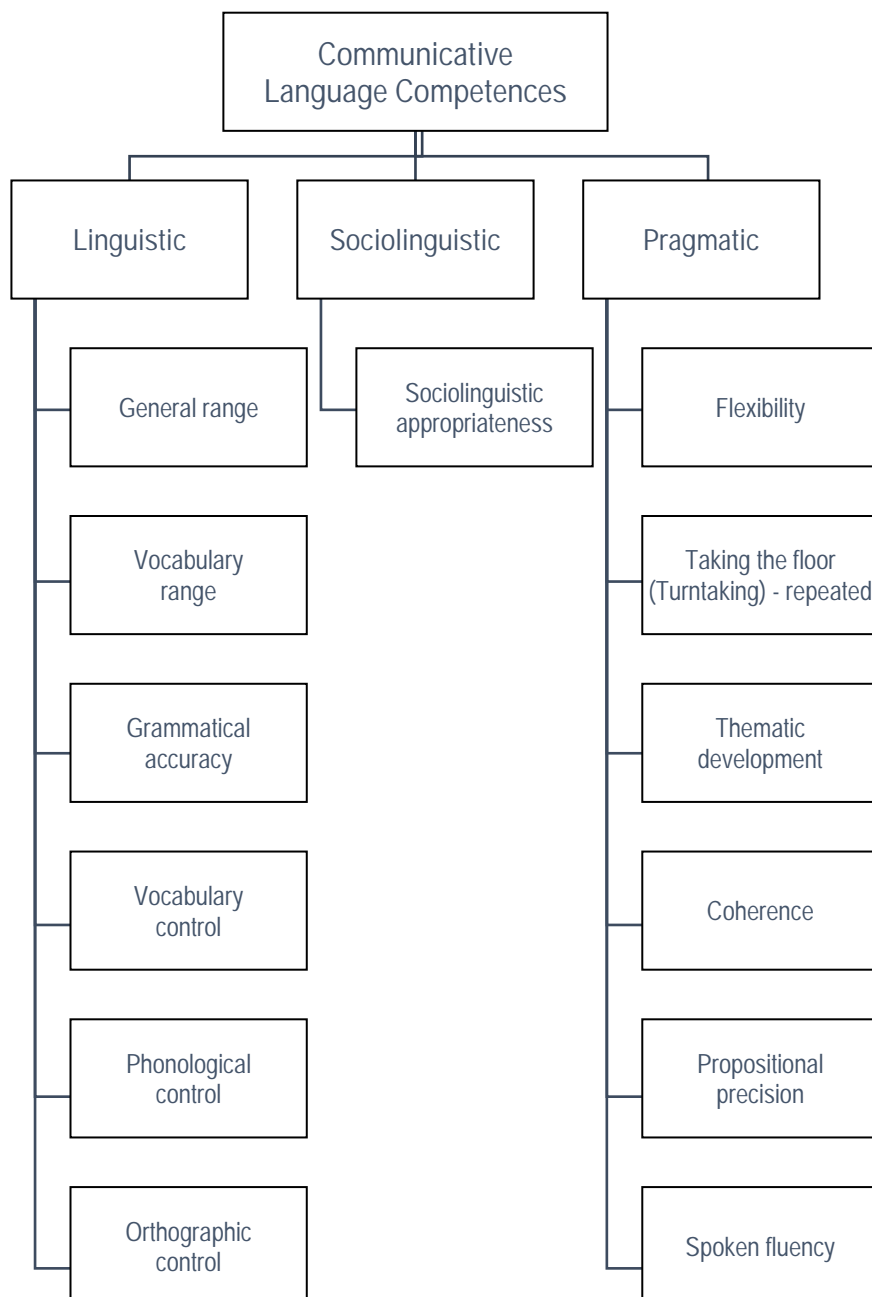 Communicative
Language Competences
Linguistic
Sociolinguistic
Pragmatic
General range
Sociolinguistic
appropriateness
Flexibility
Vocabulary
range
Taking the floor
(Turntaking) - repeated
Grammatical
accuracy
Thematic
development
Vocabulary
control
Coherence
Phonological
control
Propositional
precision
Orthographic
control
Spoken fluency